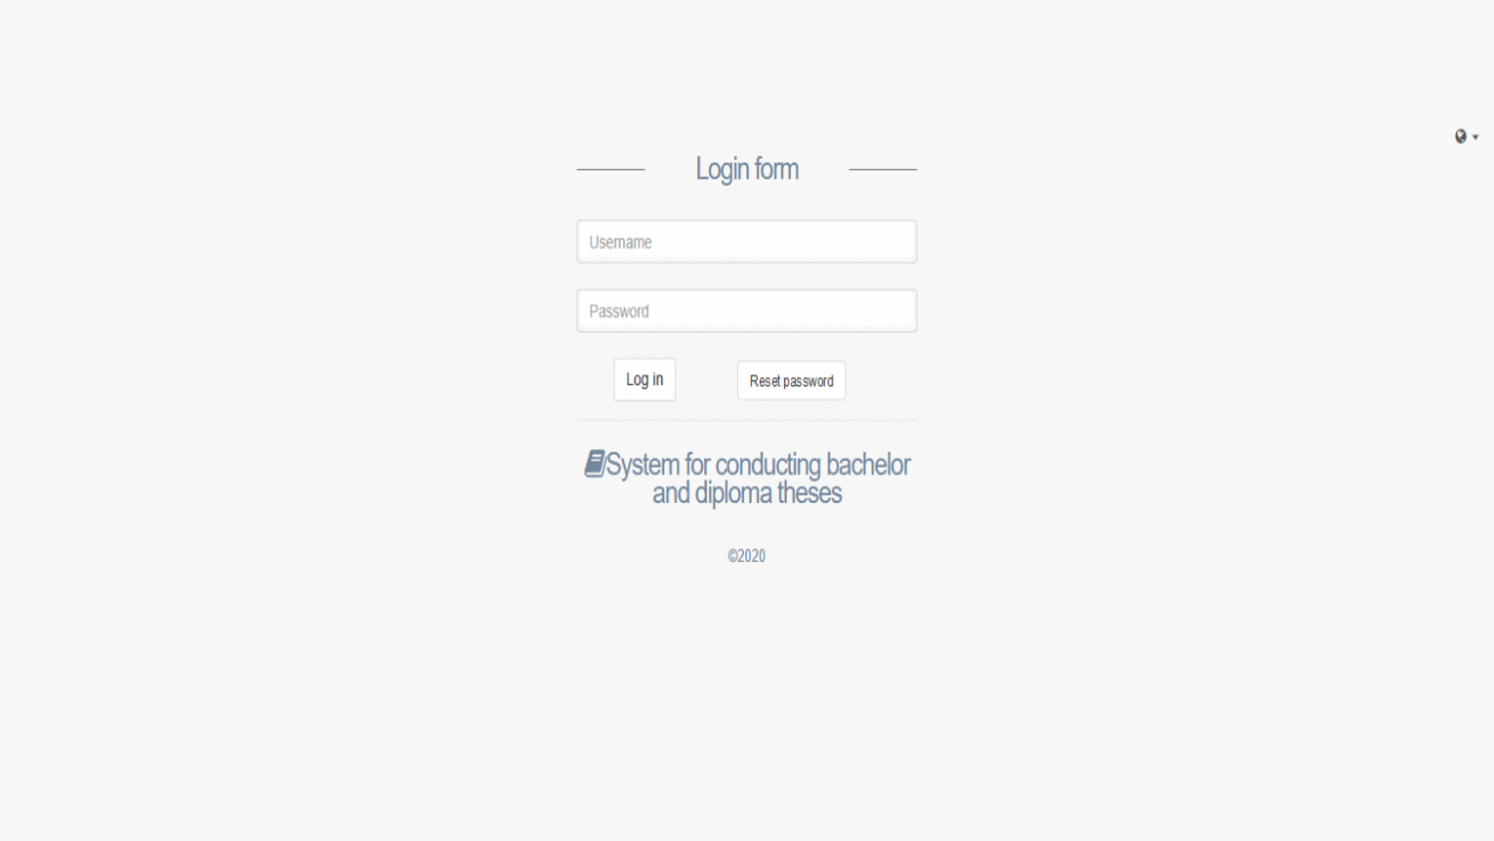 Login form
Username
Password
Log in
Reset password
System for conducting bachelor
and diploma theses
©2020